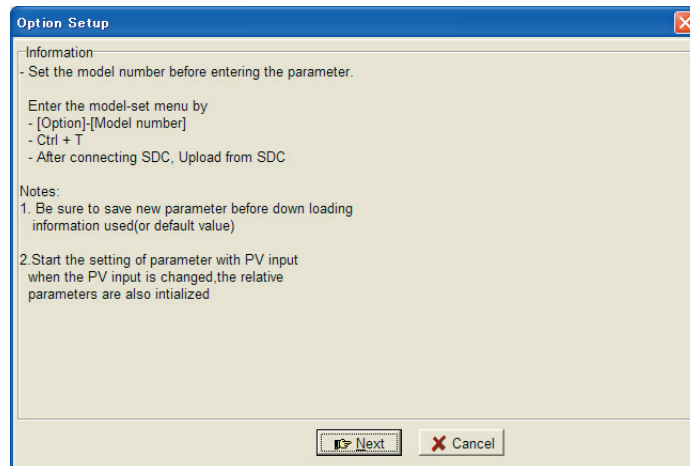 Option Setup
Information
- Set the model number before entering the parameter.
Enter the model-set menu by
- [Option]-[Model number]
- Ctrl + T
- After connecting SDC, Upload from SDC
Notes:
1. Be sure to save new parameter before down loading
information used(or default value)
2.Start the setting of parameter with PV input
when the PV input is changed,the relative
parameters are also intialized
Next
Cancel